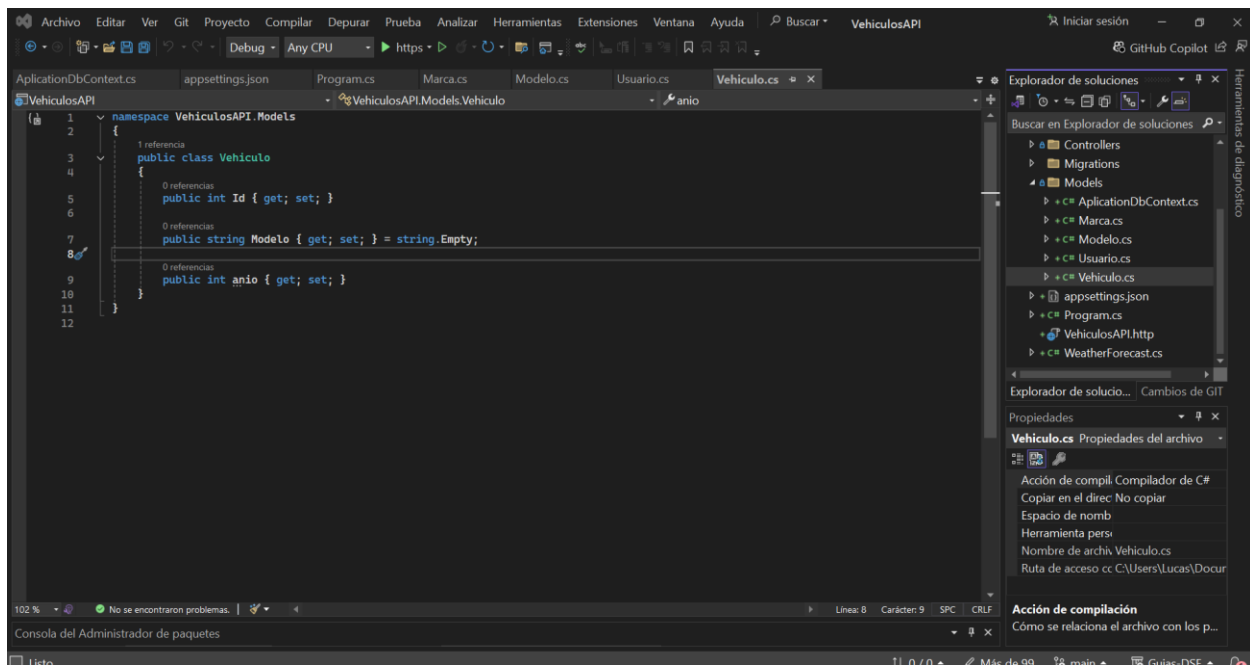 Archivo Editar Ver Git Proyecto Compilar Depurar Prueba Analizar Herramientas Extensiones Ventana Ayuda Buscar VehiculosAPI Iniciar sesión
Debug Any CPU https GitHub Copilot
AplicationDbContext.cs appsettings.json Program.cs Marca.cs Modelo.cs Usuario.cs Vehiculo.cs
VehiculosAPI VehiculosAPI.Models.Vehiculo anio
1 namespace VehiculosAPI.Models
2 {
1 referencia
3 public class Vehiculo
4 {
0 referencias
5 public int Id { get; set; }
6
0 referencias
7 public string Modelo { get; set; } = string.Empty;
8
0 referencias
9 public int anio { get; set; }
10 }
11 }
12
102 % No se encontraron problemas. Línea: 8 Carácter: 9 SPC CRLF
Consola del Administrador de paquetes
Explorador de soluciones
Buscar en Explorador de soluciones
Controllers
Migrations
Models
C# AplicationDbContext.cs
C# Marca.cs
C# Modelo.cs
C# Usuario.cs
C# Vehiculo.cs
appsettings.json
C# Program.cs
VehiculosAPI.http
C# WeatherForecast.cs
Explorador de solucio... Cambios de GIT
Propiedades
Vehiculo.cs Propiedades del archivo
Acción de compil Compilador de C#
Copiar en el direc No copiar
Espacio de nomb
Herramienta pers
Nombre de archiv Vehiculo.cs
Ruta de acceso cc C:\Users\Lucas\Docur
Acción de compilación
Cómo se relaciona el archivo con los p...
Herramientas de diagnóstico
Listo 0 / 0 Más de 99 main Guias-DSF